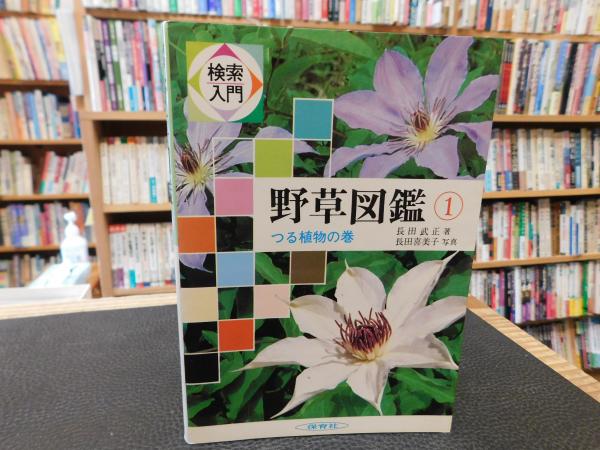 検索
入門
野草図鑑 ①
つる植物の巻
長田武正 著
長田喜美子 写真
保育社